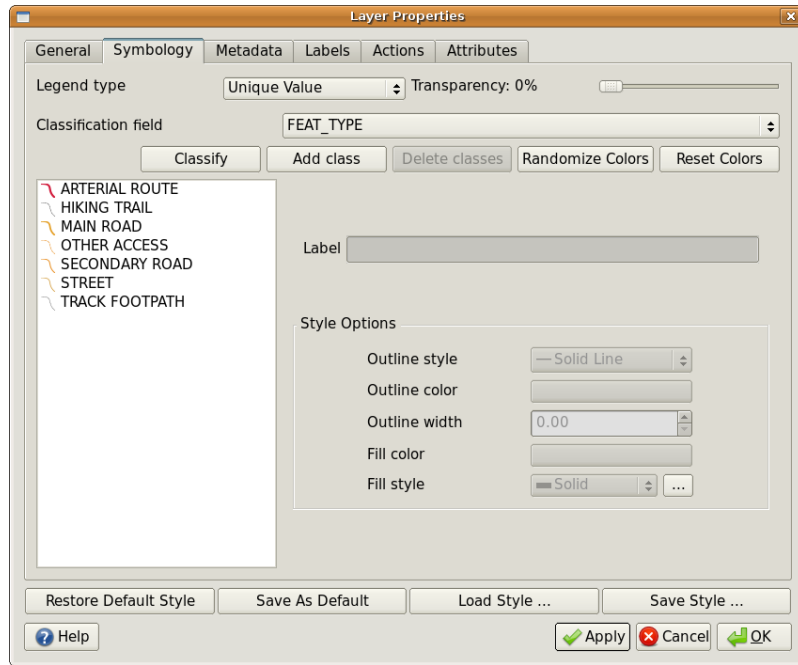 Layer Properties
General Symbology Metadata Labels Actions Attributes
Legend type Unique Value Transparency: 0%
Classification field FEAT_TYPE
Classify Add class Delete classes Randomize Colors Reset Colors
ARTERIAL ROUTE
HIKING TRAIL
MAIN ROAD
OTHER ACCESS
SECONDARY ROAD
STREET
TRACK FOOTPATH
Label
Style Options
Outline style Solid Line
Outline color
Outline width 0.00
Fill color
Fill style Solid ...
Restore Default Style Save As Default Load Style ... Save Style ...
Help Apply Cancel OK